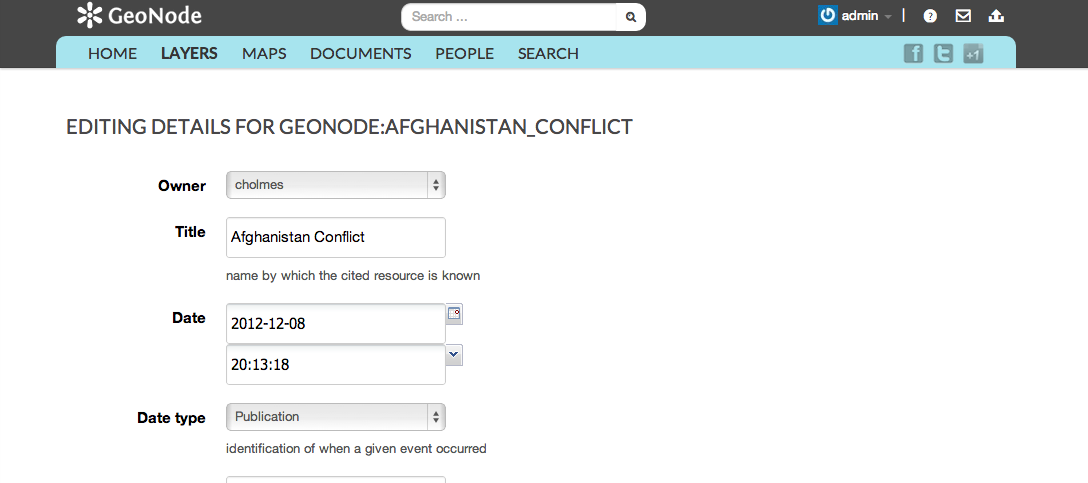 GeoNode
Search ...
admin
HOME LAYERS MAPS DOCUMENTS PEOPLE SEARCH
EDITING DETAILS FOR GEONODE:AFGHANISTAN_CONFLICT
Owner cholmes
Title Afghanistan Conflict
name by which the cited resource is known
Date 2012-12-08
20:13:18
Date type Publication
identification of when a given event occurred